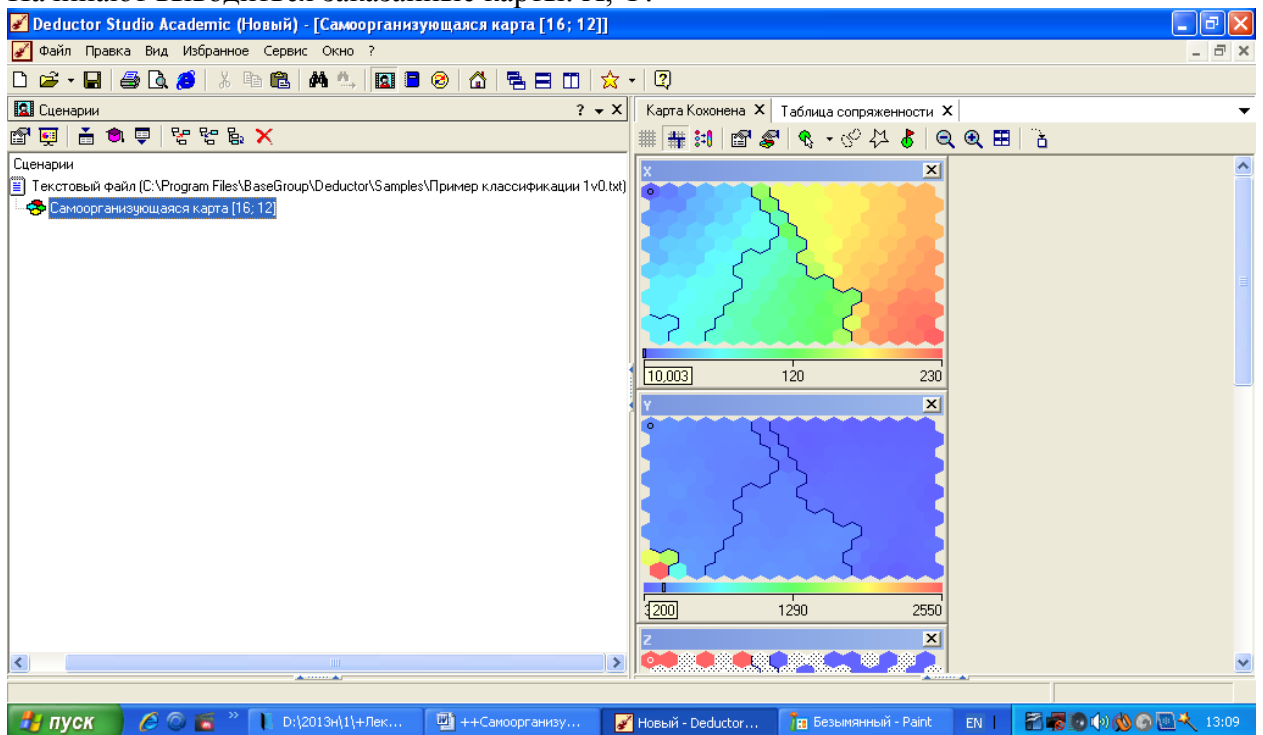 Deductor Studio Academic (Новый) - [Самоорганизующаяся карта [16; 12]]
Файл Правка Вид Избранное Сервис Окно ?
Сценарии
? X
Карта Кохонена X Таблица сопряженности X
Сценарии
Текстовый файл (C:\Program Files\BaseGroup\Deductor\Samples\Пример классификации 1v0.txt)
Самоорганизующаяся карта [16; 12]
X
10,003 120 230
Y
200 1290 2550
Z
пуск
D:\2013н\1\+Лек...
++Самоорганизу...
Новый - Deductor...
Безымянный - Paint
EN
13:09